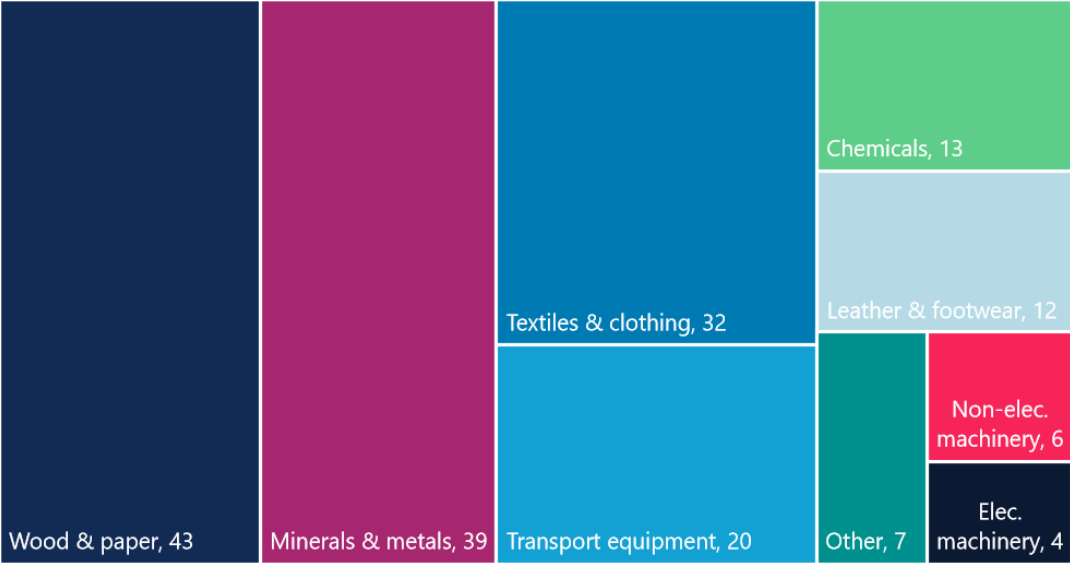 Wood & paper, 43
Minerals & metals, 39
Textiles & clothing, 32
Transport equipment, 20
Chemicals, 13
Leather & footwear, 12
Other, 7
Non-elec.
machinery, 6
Elec.
machinery, 4